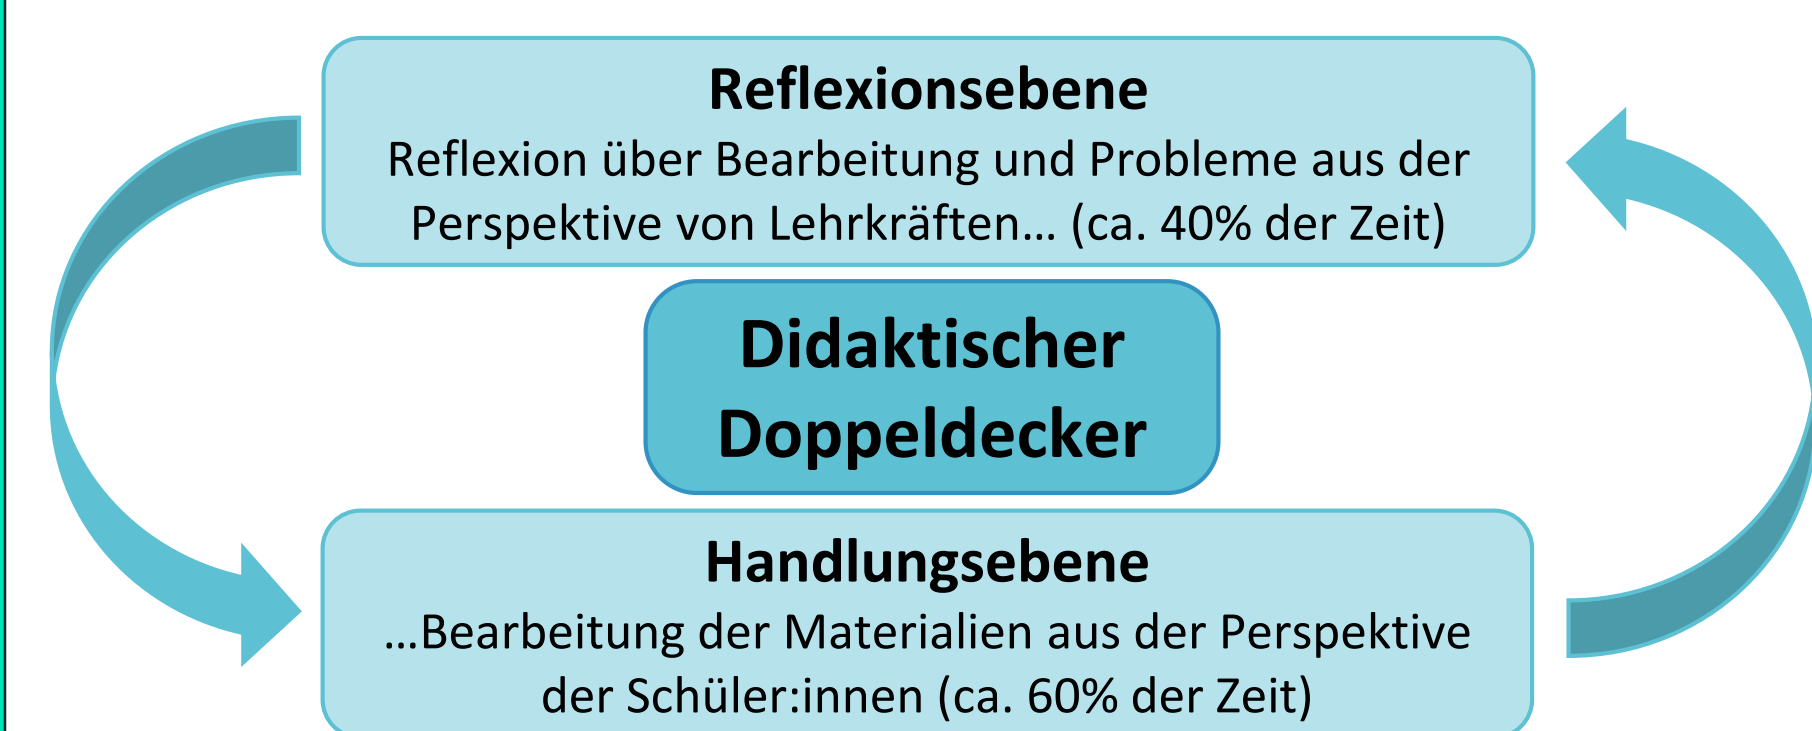 Reflexionsebene
Reflexion über Bearbeitung und Probleme aus der
Perspektive von Lehrkräften… (ca. 40% der Zeit)
Didaktischer
Doppeldecker
Handlungsebene
…Bearbeitung der Materialien aus der Perspektive
der Schüler:innen (ca. 60% der Zeit)